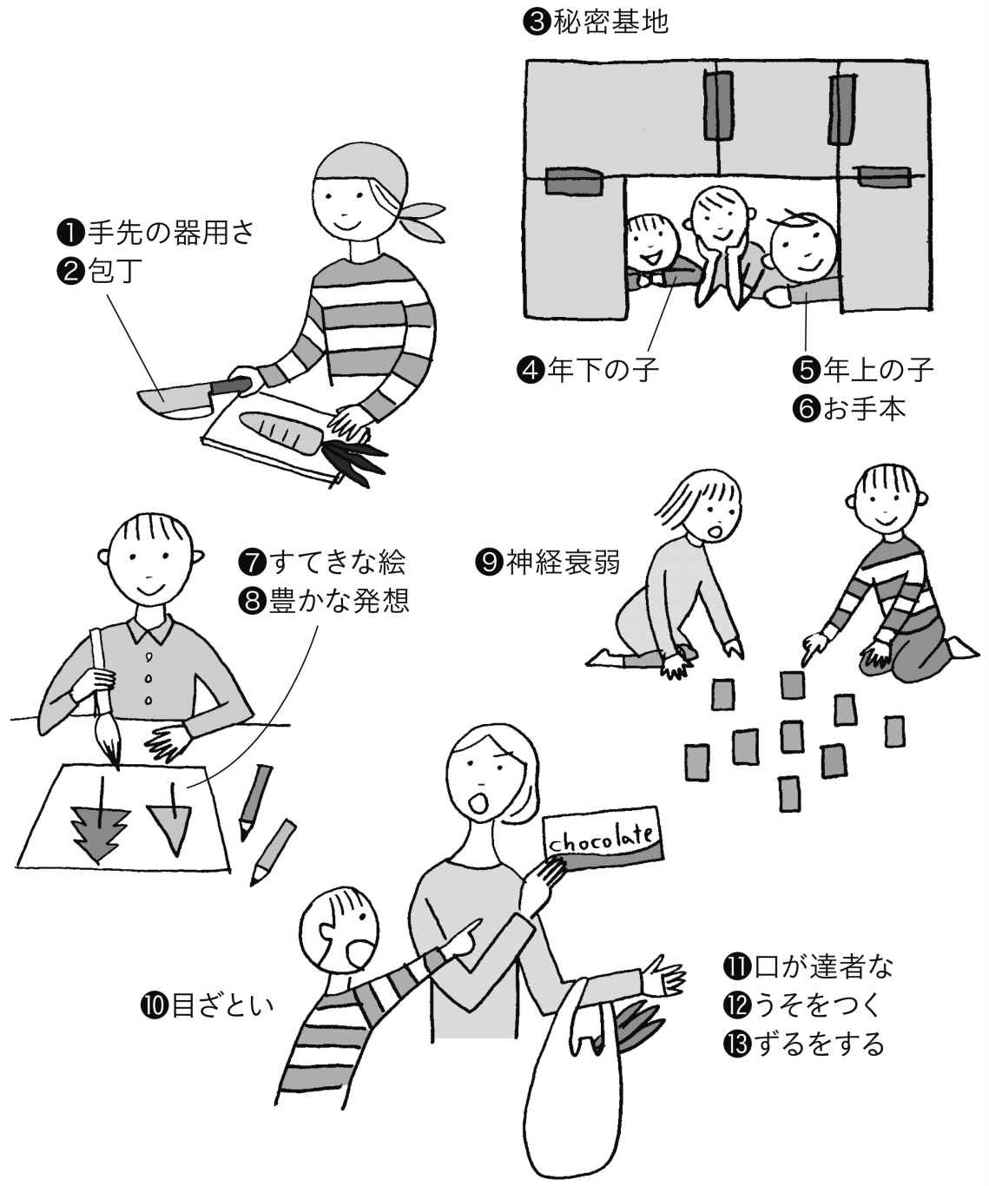 ❸秘密基地
❶手先の器用さ
❷包丁
❹年下の子
❺年上の子
❻お手本
❼すてきな絵
❽豊かな発想
❾神経衰弱
chocolate
❿目ざとい
⓫口が達者な
⓬うそをつく
⓭ずるをする